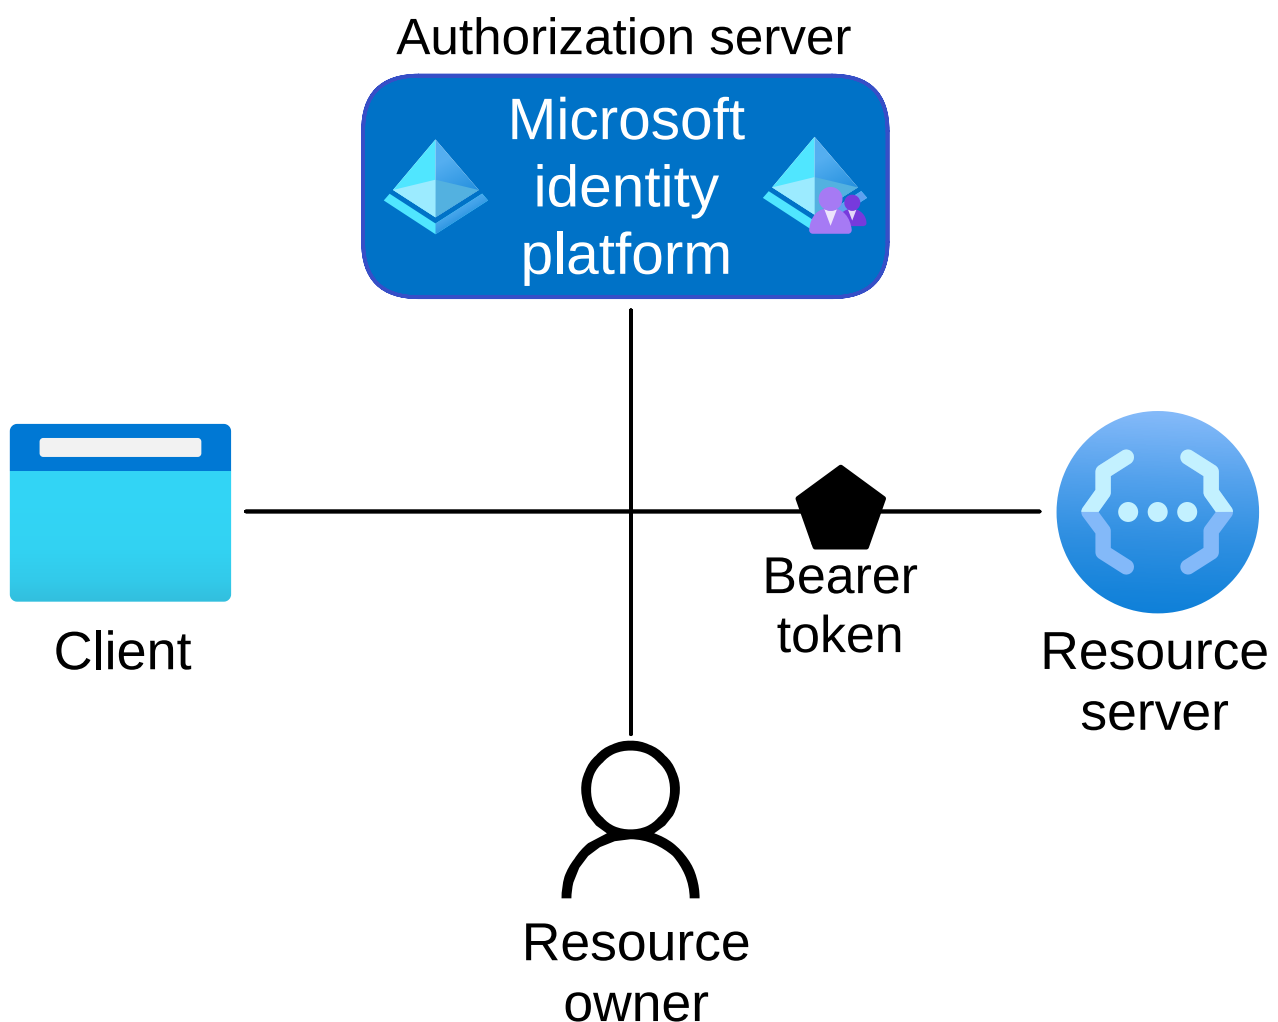 Authorization server
Microsoft
identity
platform
Client
Bearer
token
Resource
server
Resource
owner